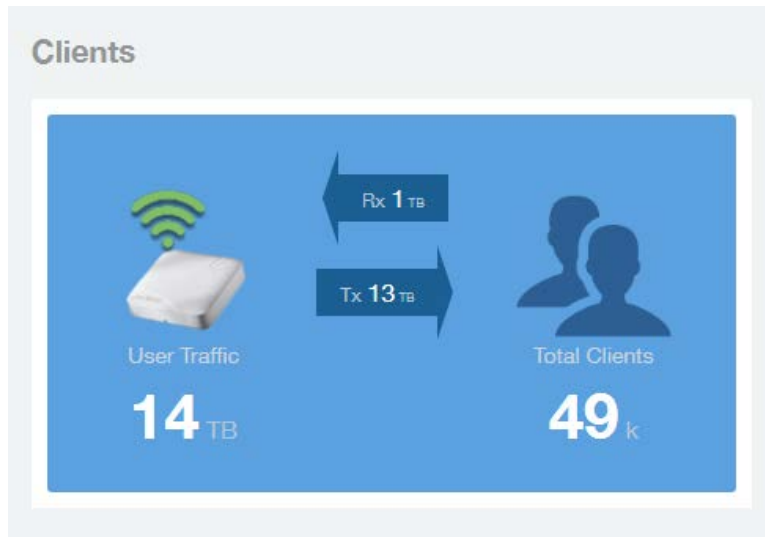 Clients
Rx 1 TB
Tx 13 TB
User Traffic
14 TB
Total Clients
49 k